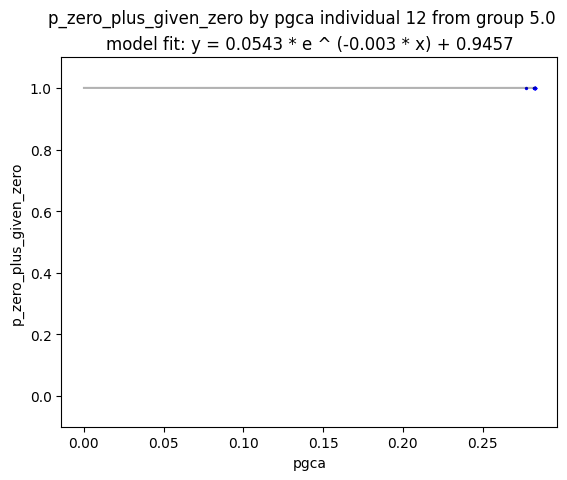 p_zero_plus_given_zero by pgca individual 12 from group 5.0
model fit: y = 0.0543 * e ^ (-0.003 * x) + 0.9457
1.0
0.8
0.6
0.4
0.2
0.0
p_zero_plus_given_zero
0.00 0.05 0.10 0.15 0.20 0.25
pgca